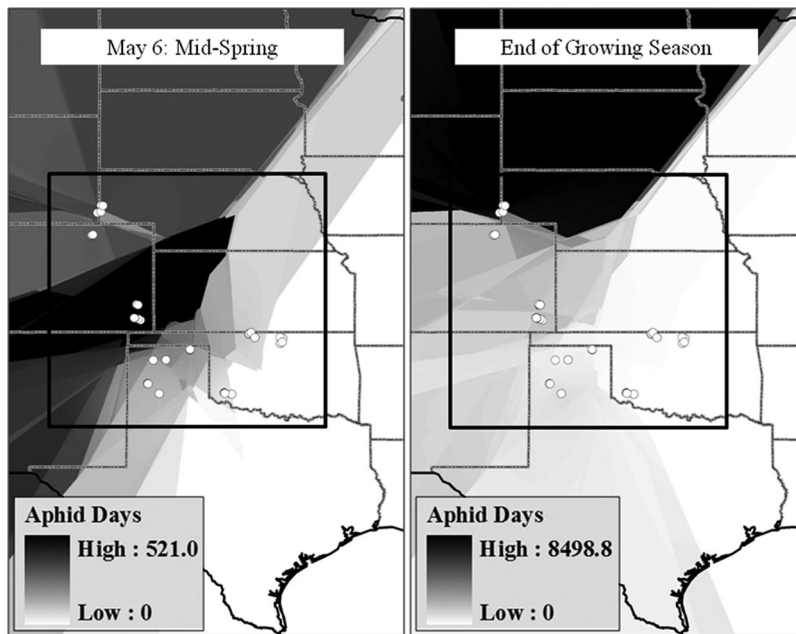 May 6: Mid-Spring
End of Growing Season
Aphid Days
High : 521.0
Low : 0
Aphid Days
High : 8498.8
Low : 0